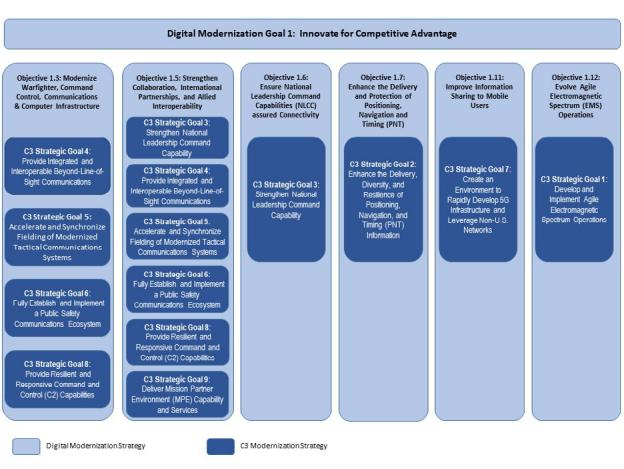 Digital Modernization Goal 1: Innovate for Competitive Advantage
Objective 1.3: Modernize
Warfighter, Command
Control, Communications
& Computer Infrastructure
C3 Strategic Goal 4:
Provide Integrated and
Interoperable Beyond-Line-of-
Sight Communications
C3 Strategic Goal 5:
Accelerate and Synchronize
Fielding of Modernized
Tactical Communications
Systems
C3 Strategic Goal 6:
Fully Establish and Implement
a Public Safety
Communications Ecosystem
C3 Strategic Goal 8:
Provide Resilient and
Responsive Command and
Control (C2) Capabilities
Objective 1.5: Strengthen
Collaboration, International
Partnerships, and Allied
Interoperability
C3 Strategic Goal 3:
Strengthen National
Leadership Command
Capability
C3 Strategic Goal 4:
Provide Integrated and
Interoperable Beyond-Line-of-
Sight Communications
C3 Strategic Goal 5.
Accelerate and Synchronize
Fielding of Modernized Tactical
Communications Systems
C3 Strategic Goal 6:
Fully Establish and Implement
a Public Safety
Communications Ecosystem
C3 Strategic Goal 8:
Provide Resilient and
Responsive Command and
Control (C2) Capabilities
C3 Strategic Goal 9:
Deliver Mission Partner
Environment (MPE) Capability
and Services
Objective 1.6:
Ensure National
Leadership Command
Capabilities (NLCC)
assured Connectivity
C3 Strategic Goal 3:
Strengthen National
Leadership Command
Capability
Objective 1.7:
Enhance the Delivery
and Protection of
Positioning,
Navigation and
Timing (PNT)
C3 Strategic Goal 2:
Enhance the Delivery,
Diversity, and
Resilience of
Positioning,
Navigation, and
Timing (PNT)
Information
Objective 1.11:
Improve Information
Sharing to Mobile
Users
C3 Strategic Goal 7:
Create an
Environment to
Rapidly Develop 5G
Infrastructure and
Leverage Non-U.S.
Networks
Objective 1.12:
Evolve Agile
Electromagnetic
Spectrum (EMS)
Operations
C3 Strategic Goal 1:
Develop and
Implement Agile
Electromagnetic
Spectrum Operations
Digital Modernization Strategy
C3 Modernization Strategy